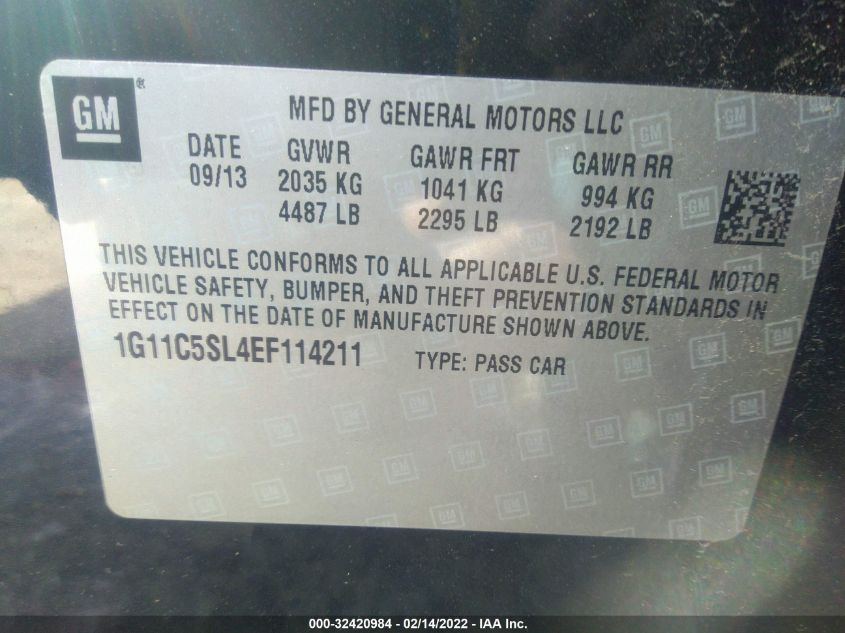 GM®
MFD BY GENERAL MOTORS LLC
DATE GVWR GAWR FRT GAWR RR
09/13 2035 KG 1041 KG 994 KG
4487 LB 2295 LB 2192 LB
THIS VEHICLE CONFORMS TO ALL APPLICABLE U.S. FEDERAL MOTOR
VEHICLE SAFETY, BUMPER, AND THEFT PREVENTION STANDARDS IN
EFFECT ON THE DATE OF MANUFACTURE SHOWN ABOVE.
1G11C5SL4EF114211 TYPE: PASS CAR
000-32420984 - 02/14/2022 - IAA Inc.